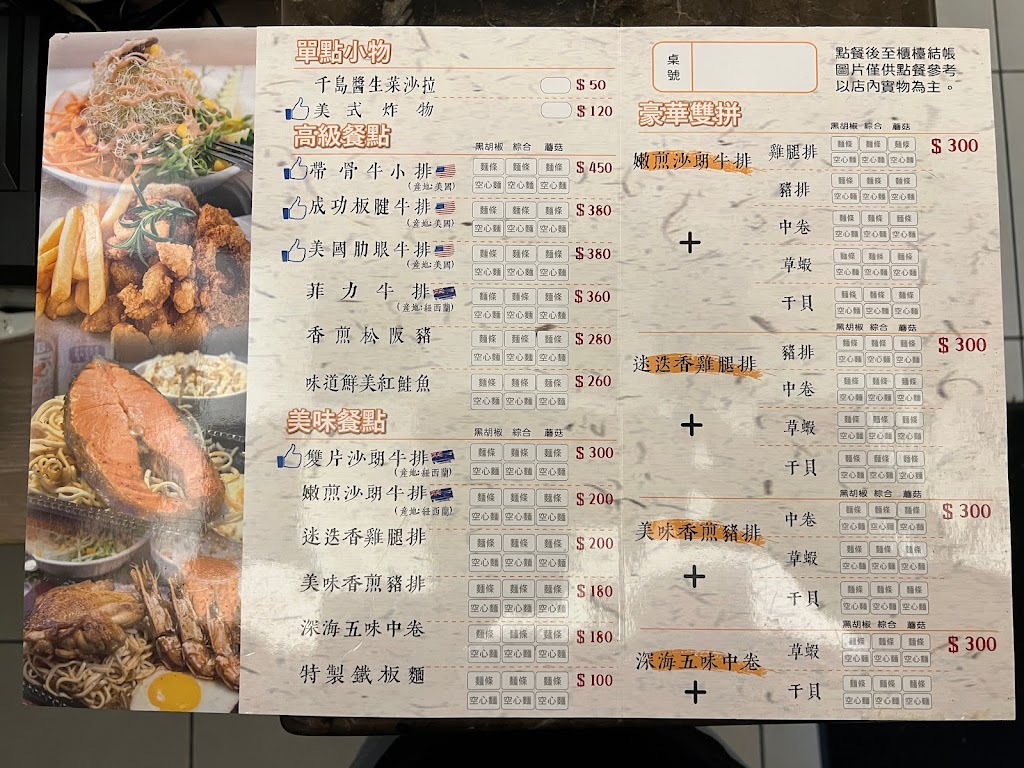 單點小物
千島醬生菜沙拉 $50
美式炸物 $120
高級餐點 黑胡椒 綜合 蘑菇
帶骨牛小排 麵條 麵條 麵條 $450
(産地:美國) 空心麵 空心麵 空心麵
成功板腱牛排 麵條 麵條 麵條 $380
(産地:美國) 空心麵 空心麵 空心麵
美國肋眼牛排 麵條 麵條 麵條 $380
(産地:美國) 空心麵 空心麵 空心麵
菲力牛排 麵條 麵條 麵條 $360
(産地:紐西蘭) 空心麵 空心麵 空心麵
香煎松阪豬 麵條 麵條 麵條 $280
空心麵 空心麵 空心麵
味道鮮美紅鮭魚 麵條 麵條 麵條 $260
空心麵 空心麵 空心麵
美味餐點 黑胡椒 綜合 蘑菇
雙片沙朗牛排 麵條 麵條 麵條 $300
(産地:紐西蘭) 空心麵 空心麵 空心麵
嫩煎沙朗牛排 麵條 麵條 麵條 $200
(産地:紐西蘭) 空心麵 空心麵 空心麵
迷迭香雞腿排 麵條 麵條 麵條 $200
空心麵 空心麵 空心麵
美味香煎豬排 麵條 麵條 麵條 $180
空心麵 空心麵 空心麵
深海五味中卷 麵條 麵條 麵條 $180
空心麵 空心麵 空心麵
特製鐵板麵 麵條 麵條 麵條 $100
空心麵 空心麵 空心麵
桌號
點餐後至櫃檯結帳
圖片僅供點餐參考
以店內實物為主。
豪華雙拼
黑胡椒 綜合 蘑菇
嫩煎沙朗牛排 雞腿排 麵條 麵條 麵條 $300
空心麵 空心麵 空心麵
豬排 麵條 麵條 麵條
空心麵 空心麵 空心麵
+ 中卷 麵條 麵條 麵條
空心麵 空心麵 空心麵
草蝦 麵條 麵條 麵條
空心麵 空心麵 空心麵
干貝 麵條 麵條 麵條
空心麵 空心麵 空心麵
黑胡椒 綜合 蘑菇
迷迭香雞腿排 豬排 麵條 麵條 麵條 $300
空心麵 空心麵 空心麵
中卷 麵條 麵條 麵條
空心麵 空心麵 空心麵
+ 草蝦 麵條 麵條 麵條
空心麵 空心麵 空心麵
干貝 麵條 麵條 麵條
空心麵 空心麵 空心麵
黑胡椒 綜合 蘑菇
美味香煎豬排 中卷 麵條 麵條 麵條 $300
空心麵 空心麵 空心麵
+ 草蝦 麵條 麵條 麵條
空心麵 空心麵 空心麵
干貝 麵條 麵條 麵條
空心麵 空心麵 空心麵
黑胡椒 綜合 蘑菇
深海五味中卷 草蝦 麵條 麵條 麵條 $300
空心麵 空心麵 空心麵
+ 干貝 麵條 麵條 麵條
空心麵 空心麵 空心麵